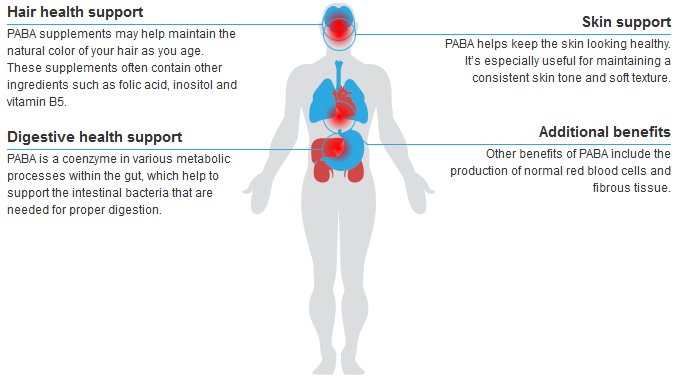 Hair health support
PABA supplements may help maintain the
natural color of your hair as you age.
These supplements often contain other
ingredients such as folic acid, inositol and
vitamin B5.
Skin support
PABA helps keep the skin looking healthy.
It's especially useful for maintaining a
consistent skin tone and soft texture.
Digestive health support
PABA is a coenzyme in various metabolic
processes within the gut, which help to
support the intestinal bacteria that are
needed for proper digestion.
Additional benefits
Other benefits of PABA include the
production of normal red blood cells and
fibrous tissue.